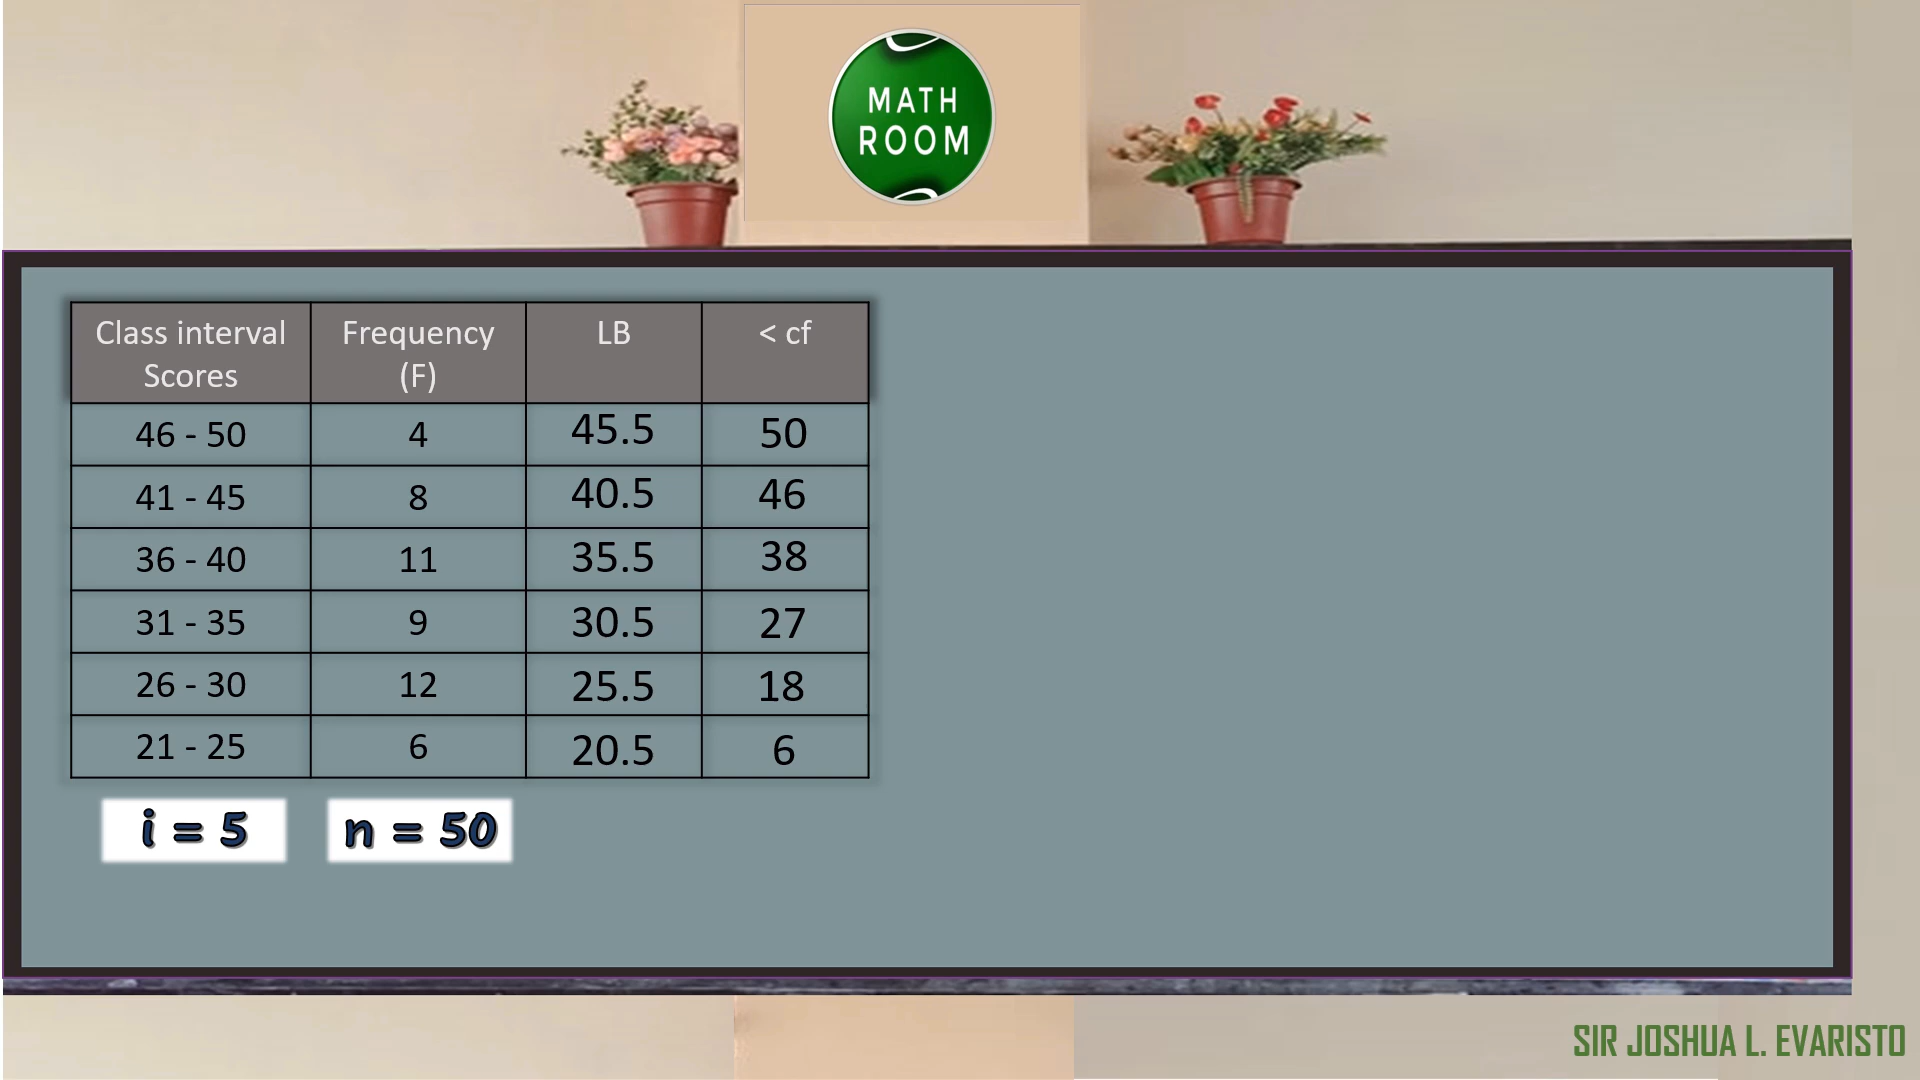 MATH
ROOM
Class interval Scores Frequency (F) LB < cf
46 - 50 4 45.5 50
41 - 45 8 40.5 46
36 - 40 11 35.5 38
31 - 35 9 30.5 27
26 - 30 12 25.5 18
21 - 25 6 20.5 6
i = 5 n = 50
SIR JOSHUA L. EVARISTO